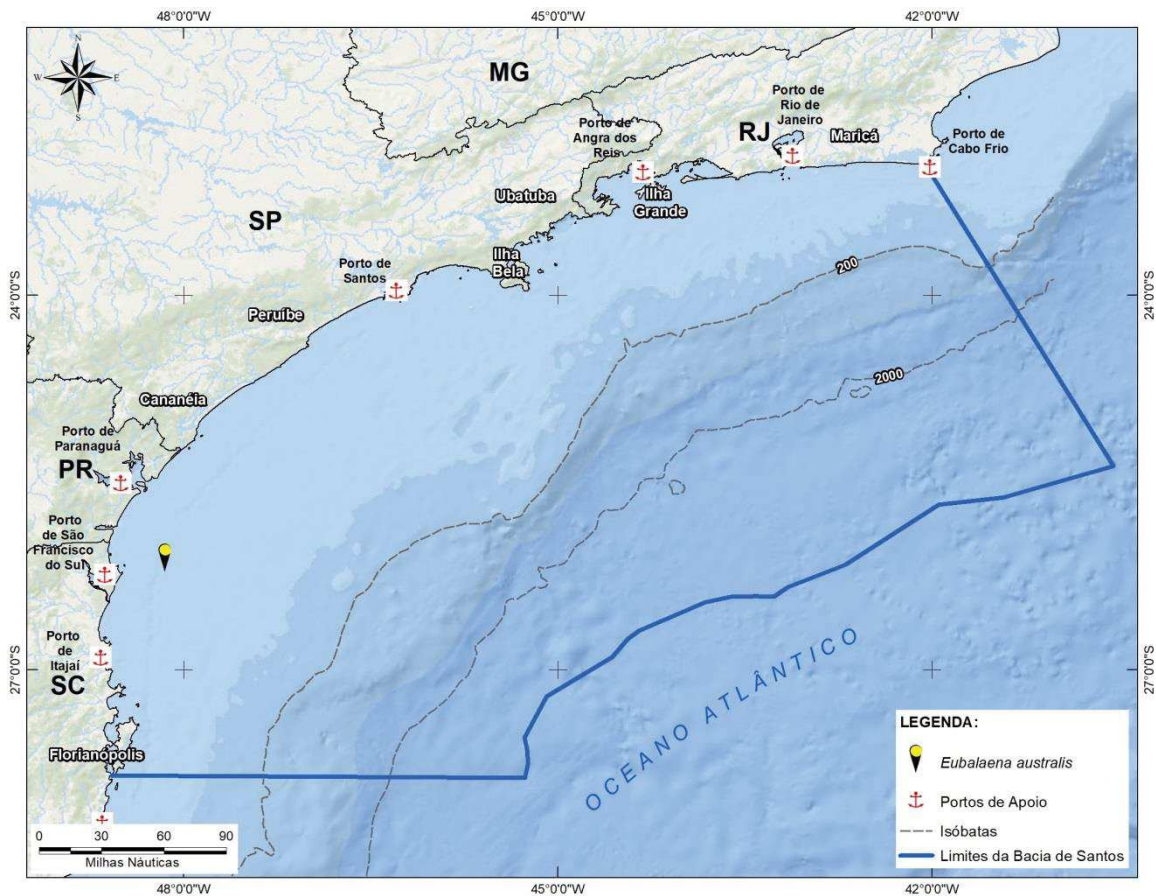 48°0'0"W
45°0'0"W
42°0'0"W
N
W
E
S
MG
Porto de
Rio de
Janeiro
Porto de
Angra dos
Reis
RJ
Maricá
Porto de
Cabo Frio
Ubatuba
Ilha
Grande
SP
Ilha
Bela
Porto de
Santos
200
24°0'0"S
24°0'0"S
Peruíbe
2000
Cananéia
Porto de
Paranaguá
PR
Porto
de São
Francisco
do Sul
Porto
de
Itajaí
27°0'0"S
27°0'0"S
SC
OCEANO ATLÂNTICO
Florianópolis
LEGENDA:
Eubalaena australis
Portos de Apoio
Isóbatas
Limites da Bacia de Santos
0 30 60 90
Milhas Náuticas
48°0'0"W
45°0'0"W
42°0'0"W